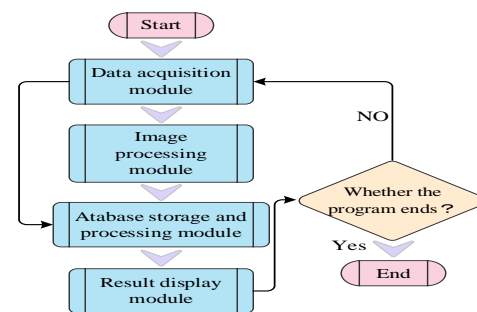 Start
Data acquisition
module
Image
processing
module
Atabase storage and
processing module
Result display
module
NO
Whether the
program ends？
Yes
End